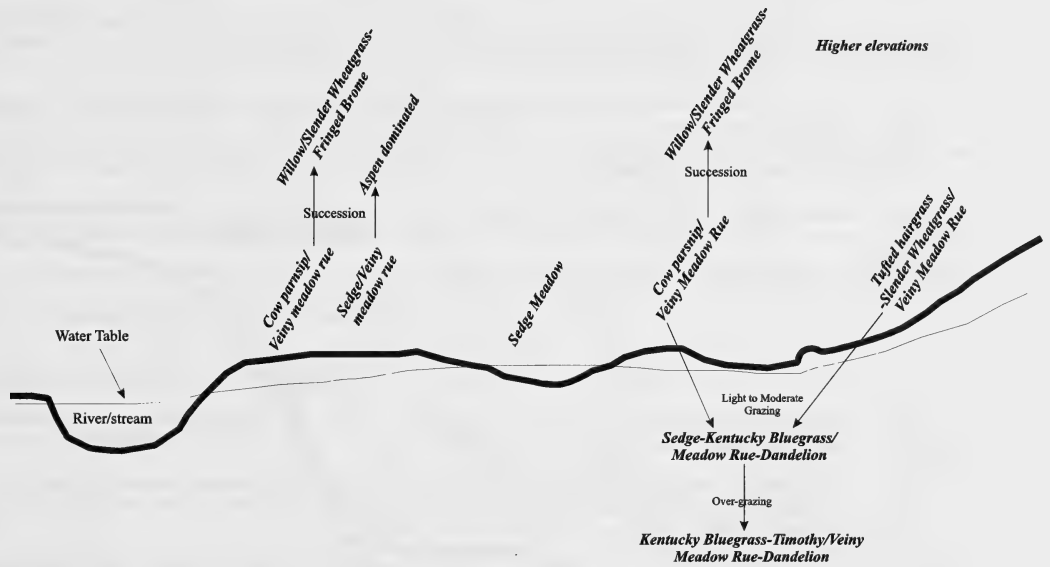 Higher elevations
Willow/Slender Wheatgrass-
Fringed Brome
Aspen dominated
Succession
Cow parnsip/
Veiny meadow rue
Sedge/Veiny
meadow rue
Sedge Meadow
Willow/Slender Wheatgrass-
Fringed Brome
Succession
Cow parsnip/
Veiny Meadow Rue
Tufted hairgrass
-Slender Wheatgrass/
Veiny Meadow Rue
Water Table
River/stream
Light to Moderate
Grazing
Sedge-Kentucky Bluegrass/
Meadow Rue-Dandelion
Over-grazing
Kentucky Bluegrass-Timothy/Veiny
Meadow Rue-Dandelion